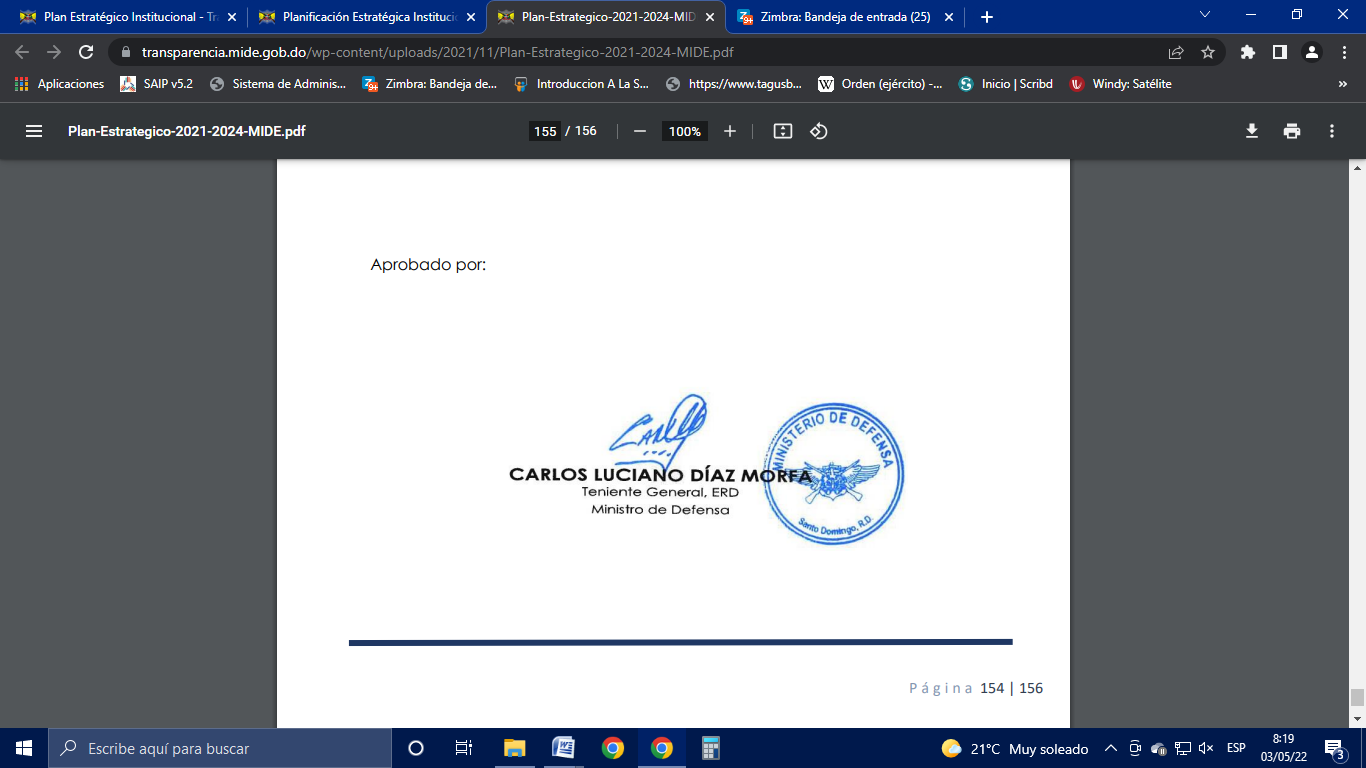 Plan Estratégico Institucional - Tra
Planificación Estratégica Institucio
Plan-Estrategico-2021-2024-MIDE
Zimbra: Bandeja de entrada (25)
transparencia.mide.gob.do/wp-content/uploads/2021/11/Plan-Estrategico-2021-2024-MIDE.pdf
Aplicaciones
SAIP v5.2
Sistema de Adminis...
Zimbra: Bandeja de...
Introduccion A La S...
https://www.tagusb...
Orden (ejército) -...
Inicio | Scribd
Windy: Satélite
»
Plan-Estrategico-2021-2024-MIDE.pdf
155 / 156
100%
Aprobado por:
CARLOS LUCIANO DÍAZ MORFA
Teniente General, ERD
Ministro de Defensa
MINISTERIO DE DEFENSA
Santo Domingo, R.D.
Página 154 | 156
Escribe aquí para buscar
21°C Muy soleado
ESP
8:19
03/05/22
3